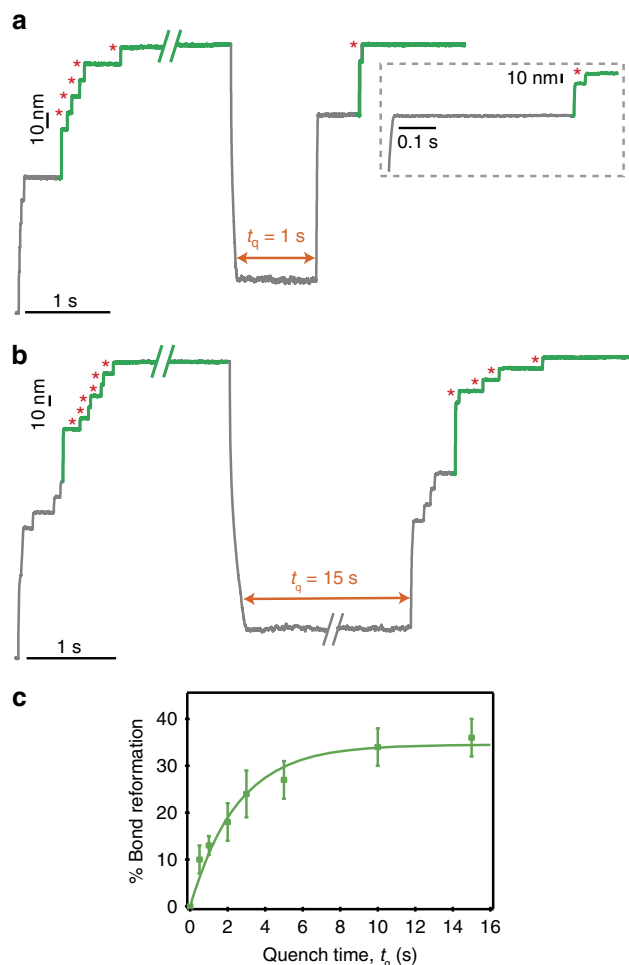 a
*
*
*
*
*
*
10 nm
10 nm
*
0.1 s
t_q = 1 s
1 s
b
*
*
*
*
*
*
*
*
*
10 nm
t_q = 15 s
1 s
c
% Bond reformation
40
30
20
10
0
0 2 4 6 8 10 12 14 16
Quench time, t_q (s)